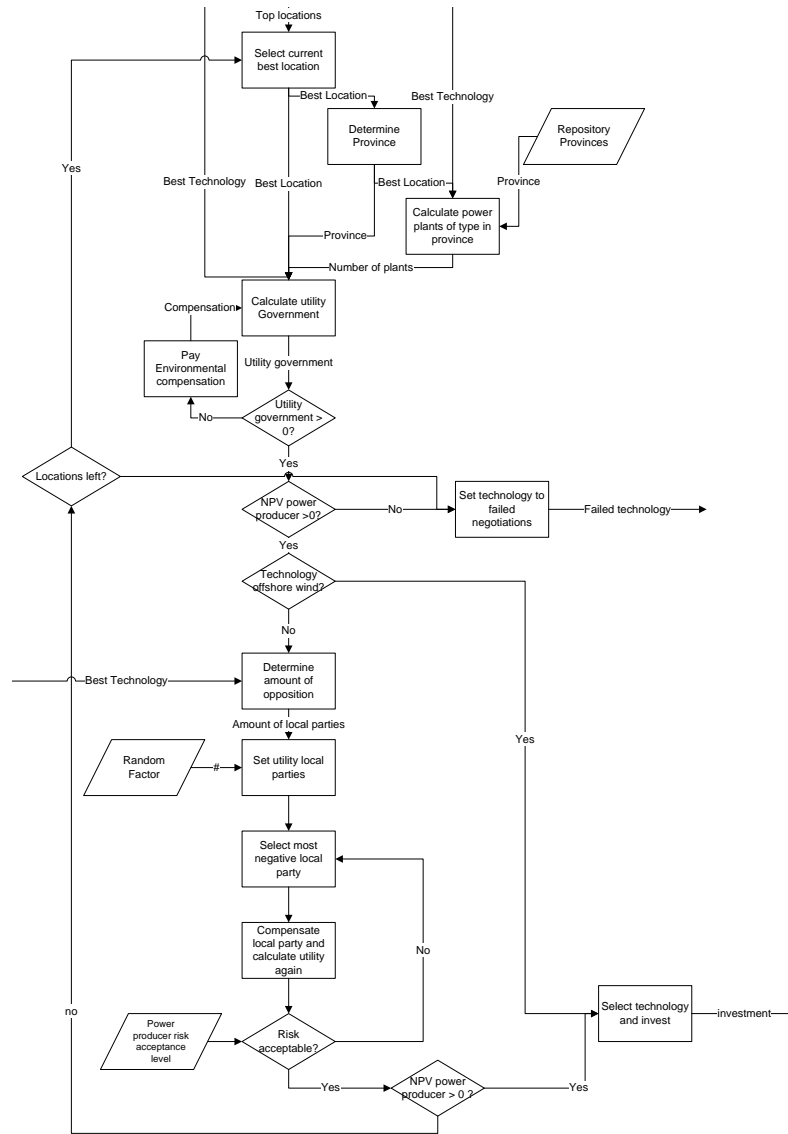 Top locations
Select current
best location
Best Location
Best Technology
Determine
Province
Repository
Provinces
Yes
Best Technology
Best Location
Best Location
Province
Calculate power
plants of type in
province
Province
Number of plants
Compensation
Calculate utility
Government
Pay
Environmental
compensation
Utility government
Utility
government >
0?
No
Yes
Locations left?
NPV power
producer >0?
No
Set technology to
failed
negotiations
Failed technology
Yes
Technology
offshore wind?
No
Best Technology
Determine
amount of
opposition
Amount of local parties
Yes
Random
Factor
#
Set utility local
parties
Select most
negative local
party
Compensate
local party and
calculate utility
again
No
no
Power
producer risk
acceptance
level
Risk
acceptable?
Select technology
and invest
investment
Yes
NPV power
producer > 0 ?
Yes